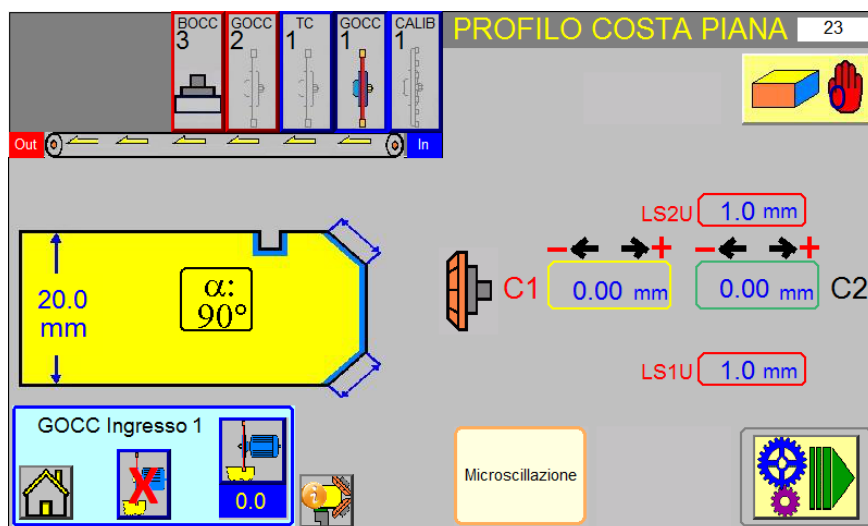 BOCC GOCC TC GOCC CALIB
3 2 1 1 1
PROFILO COSTA PIANA 23
Out In
LS2U 1.0 mm
- + - +
20.0
mm
α:
90°
C1 0.00 mm 0.00 mm C2
LS1U 1.0 mm
GOCC Ingresso 1
X
0.0
i
Microscillazione